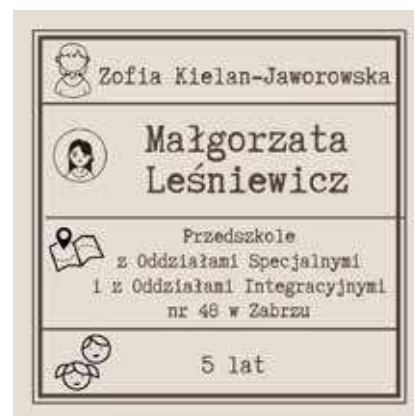 Zofia Kielan-Jaworowska
Małgorzata
Leśniewicz
Przedszkole
z Oddziałami Specjalnymi
i z Oddziałami Integracyjnymi
nr 48 w Zabrzu
5 lat